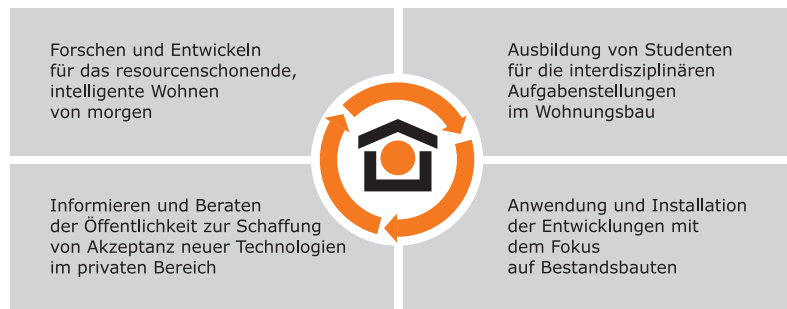 Forschen und Entwickeln
für das resourcenschonende,
intelligente Wohnen
von morgen
Ausbildung von Studenten
für die interdisziplinären
Aufgabenstellungen
im Wohnungsbau
Informieren und Beraten
der Öffentlichkeit zur Schaffung
von Akzeptanz neuer Technologien
im privaten Bereich
Anwendung und Installation
der Entwicklungen mit
dem Fokus
auf Bestandsbauten